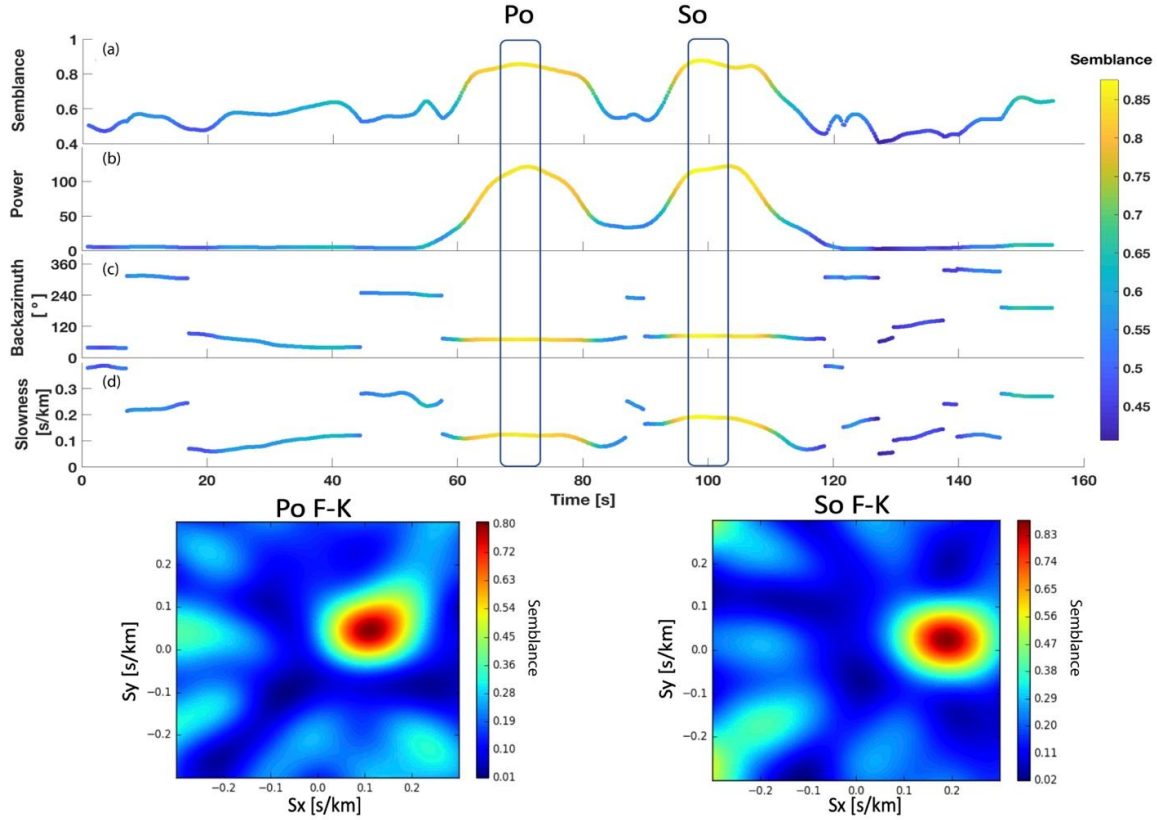 Po
So
(a)
Semblance
1
0.8
0.6
0.4
(b)
Power
100
50
0
(c)
Backazimuth
[°]
360
240
120
0
(d)
Slowness
[s/km]
0.3
0.2
0.1
0
0 20 40 60 80 100 120 140 160
Time [s]
Semblance
0.85
0.8
0.75
0.7
0.65
0.6
0.55
0.5
0.45
Po F-K
0.2
0.1
0.0
−0.1
−0.2
Sy [s/km]
−0.2 −0.1 0.0 0.1 0.2
Sx [s/km]
0.80
0.72
0.63
0.54
0.45
0.36
0.28
0.19
0.10
0.01
Semblance
So F-K
0.2
0.1
0.0
−0.1
−0.2
Sy [s/km]
−0.2 −0.1 0.0 0.1 0.2
Sx [s/km]
0.83
0.74
0.65
0.56
0.47
0.38
0.29
0.20
0.11
0.02
Semblance